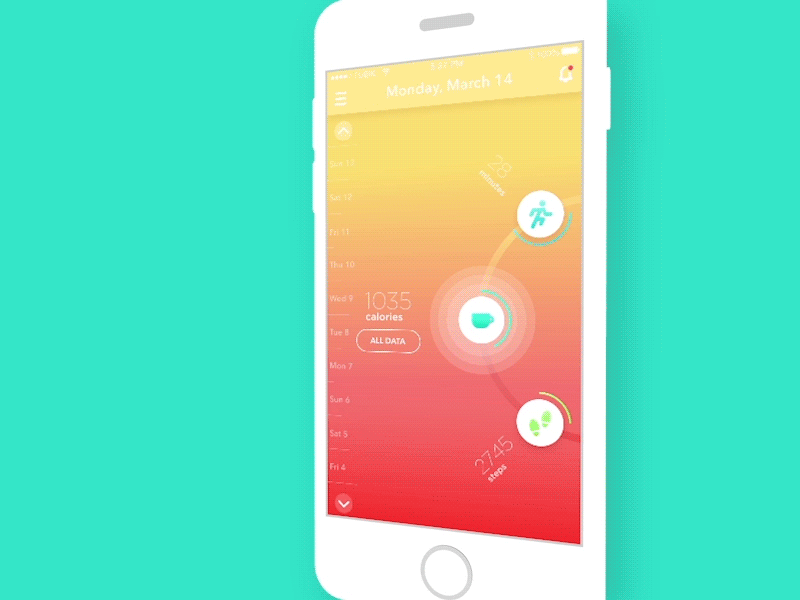 Monday, March 14
28
minutes
Sun 13
Sat 12
Fri 11
Thu 10
Wed 9
1035
calories
Tue 8
ALL DATA
Mon 7
Sun 6
Sat 5
2745
steps
Fri 4